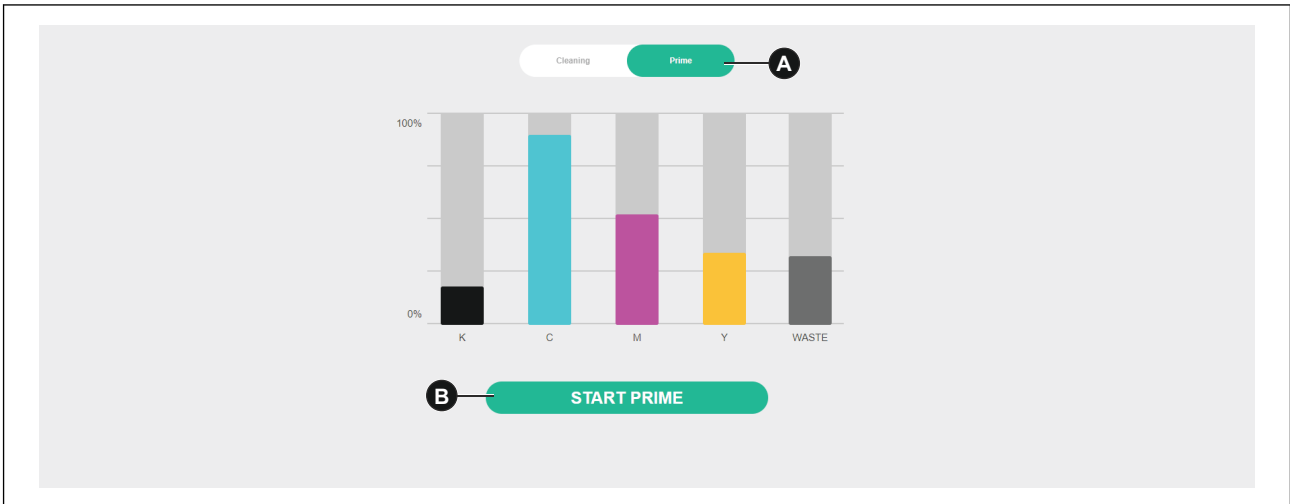 Cleaning Prime A
100%
0%
K C M Y WASTE
B START PRIME